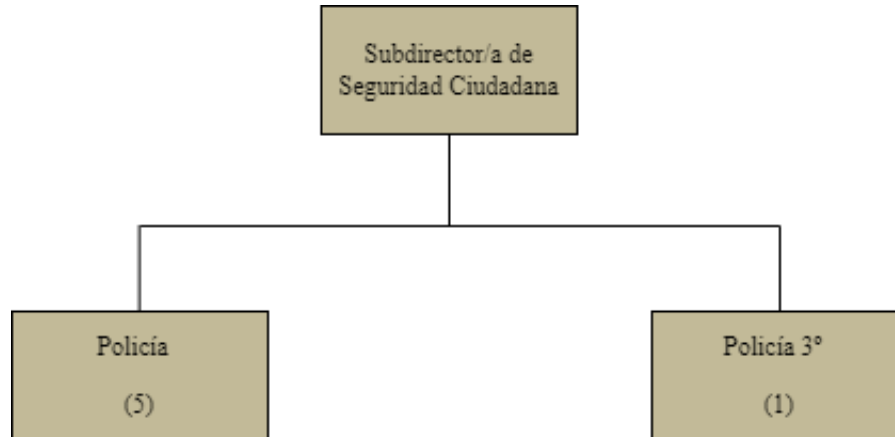 Subdirector/a de
Seguridad Ciudadana
Policía
(5)
Policía 3º
(1)